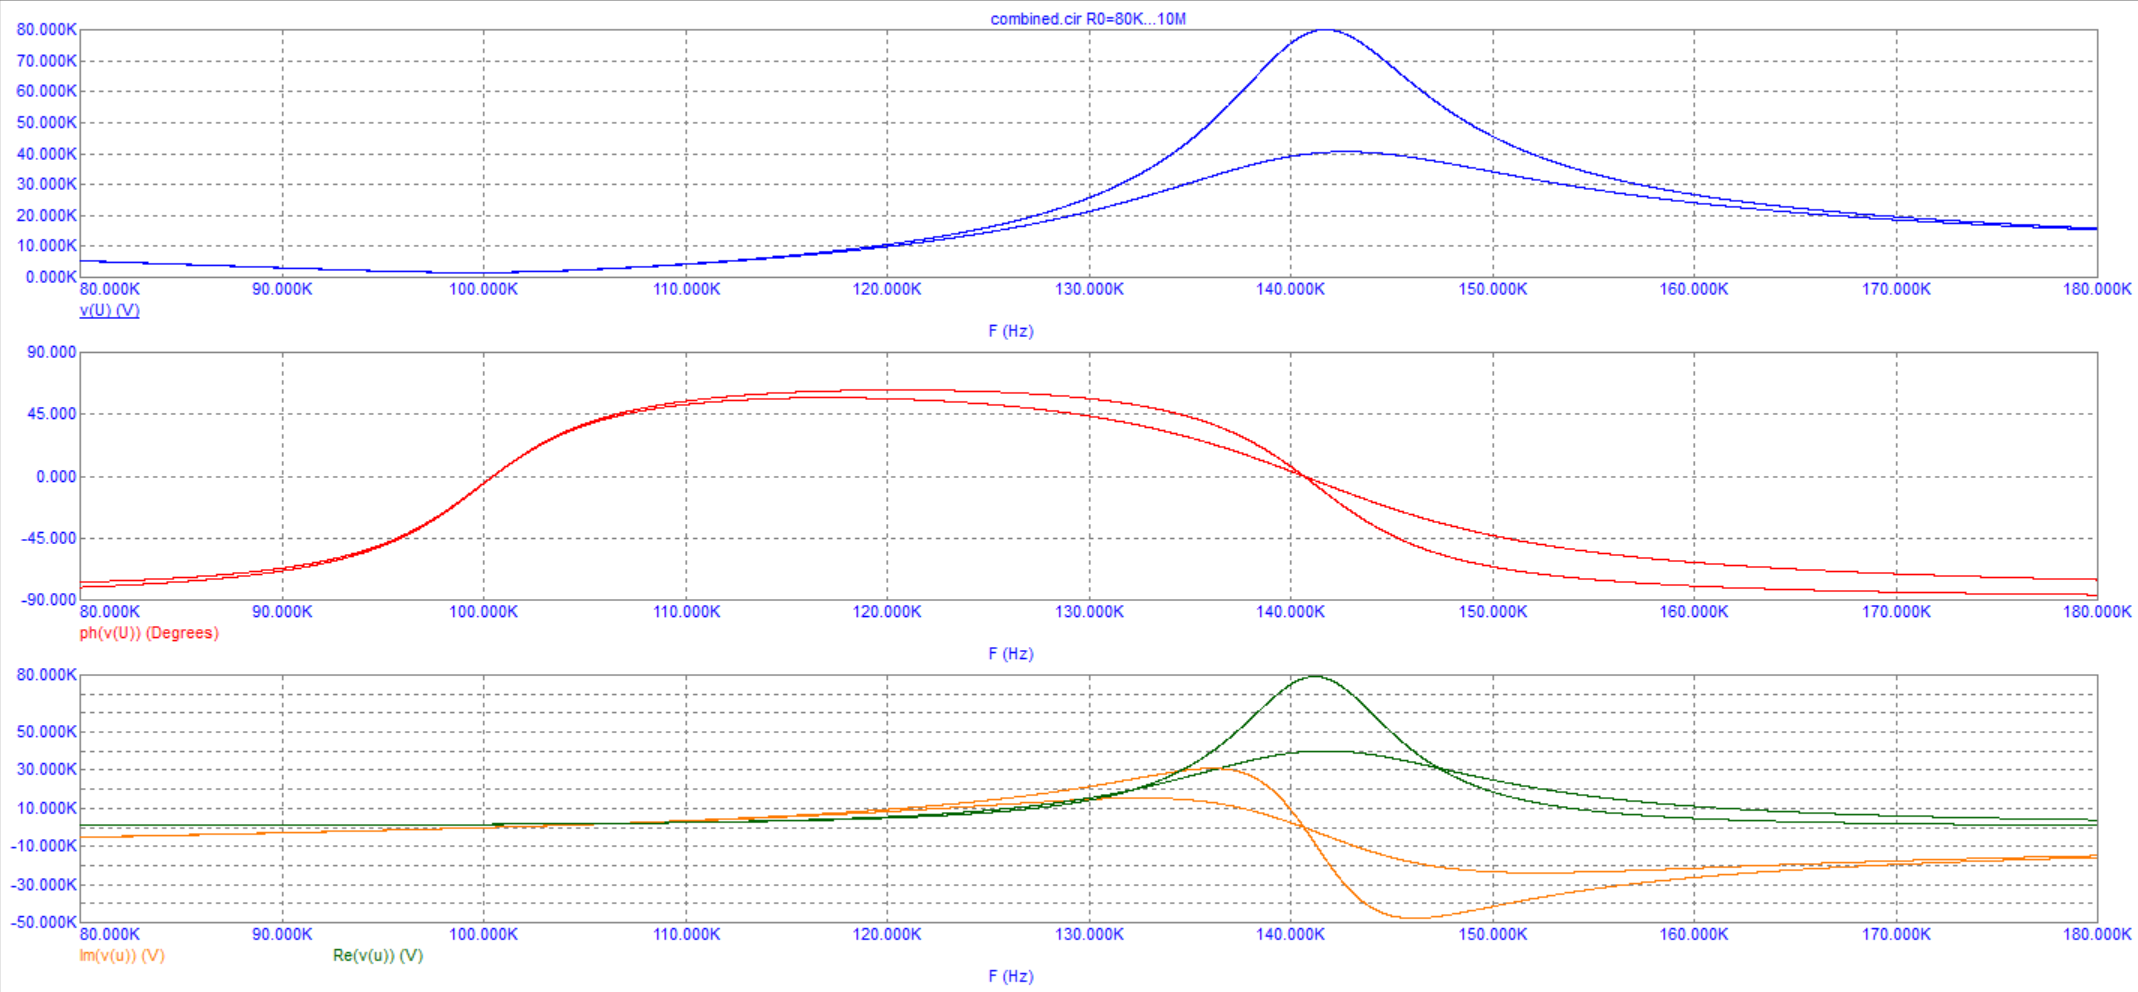 combined.cir R0=80K...10M
80.000K
70.000K
60.000K
50.000K
40.000K
30.000K
20.000K
10.000K
0.000K
80.000K 90.000K 100.000K 110.000K 120.000K 130.000K 140.000K 150.000K 160.000K 170.000K 180.000K
v(U) (V)
F (Hz)
90.000
45.000
0.000
-45.000
-90.000
80.000K 90.000K 100.000K 110.000K 120.000K 130.000K 140.000K 150.000K 160.000K 170.000K 180.000K
ph(v(U)) (Degrees)
F (Hz)
80.000K
50.000K
30.000K
10.000K
-10.000K
-30.000K
-50.000K
80.000K 90.000K 100.000K 110.000K 120.000K 130.000K 140.000K 150.000K 160.000K 170.000K 180.000K
Im(v(u)) (V) Re(v(u)) (V)
F (Hz)